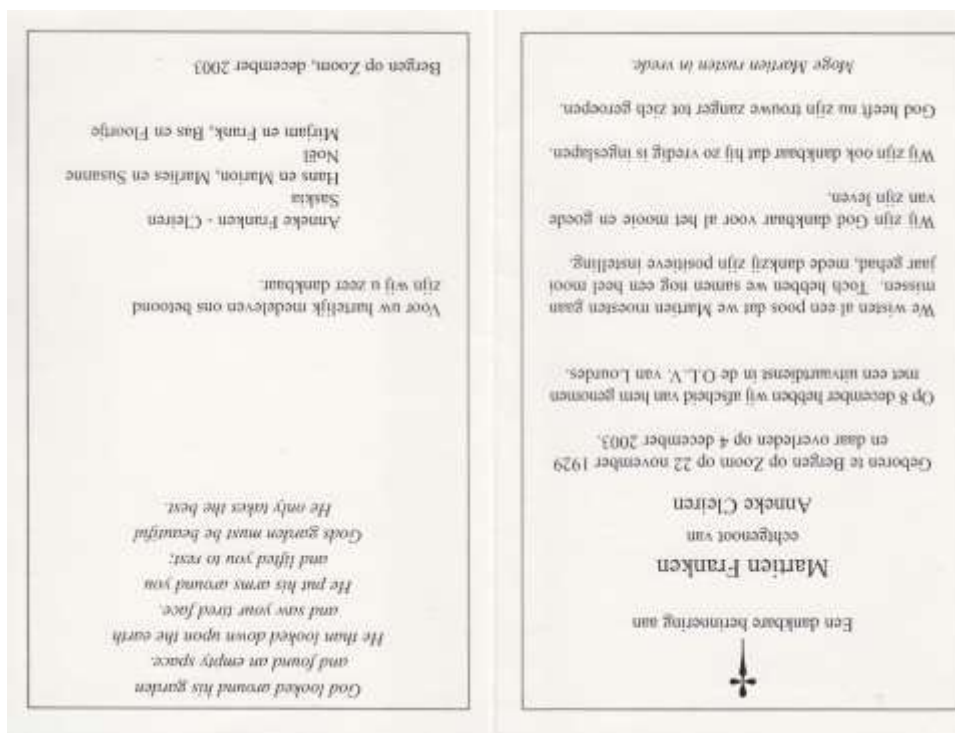 Een dankbare herinnering aan
Martien Franken
echtgenoot van
Anneke Cleiren
Geboren te Bergen op Zoom op 22 november 1929
en daar overleden op 4 december 2003.
Op 8 december hebben wij afscheid van hem genomen
met een uitvaartdienst in de O.L.V. van Lourdes.
We wisten al een poos dat we Martien moesten gaan
missen. Toch hebben we samen nog een heel mooi
jaar gehad, mede dankzij zijn positieve instelling.
Wij zijn God dankbaar voor al het mooie en goede
van zijn leven.
Wij zijn ook dankbaar dat hij zo vredig is ingeslapen.
God heeft nu zijn trouwe zanger tot zich geroepen.
Moge Martien rusten in vrede.
God looked around his garden
and found an empty space.
He than looked down upon the earth
and saw your tired face.
He put his arms around you
and lifted you to rest;
Gods garden must be beautiful
He only takes the best.
Voor uw hartelijk medeleven ons betoond
zijn wij u zeer dankbaar.
Anneke Franken - Cleiren
Saskia
Hans en Marion, Marlies en Susanne
Noël
Mirjam en Frank, Bas en Floortje
Bergen op Zoom, december 2003